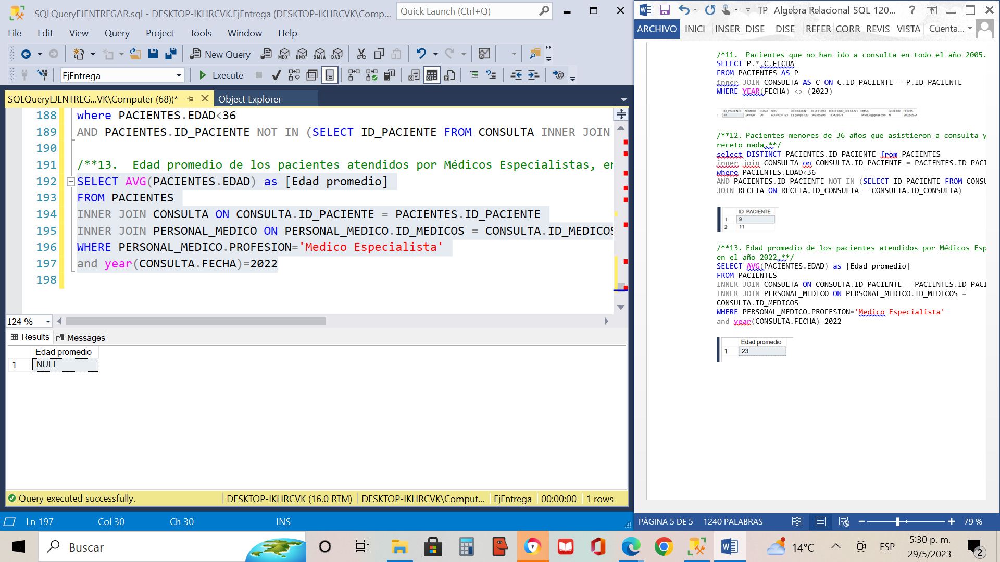 SQLQueryEJENTREGAR.sql - DESKTOP-IKHRCVK.EjEntrega (DESKTOP-IKHRCVK\Comp...
Quick Launch (Ctrl+Q)
File Edit View Query Project Tools Window Help
New Query
MDX DMX XMLA DAX
EjEntrega
Execute
SQLQueryEJENTREG...VK\Computer (68))*
Object Explorer
188 where PACIENTES.EDAD<36
189 AND PACIENTES.ID_PACIENTE NOT IN (SELECT ID_PACIENTE FROM CONSULTA INNER JOIN
190
191 /**13.  Edad promedio de los pacientes atendidos por Médicos Especialistas, en
192 SELECT AVG(PACIENTES.EDAD) as [Edad promedio]
193 FROM PACIENTES
194 INNER JOIN CONSULTA ON CONSULTA.ID_PACIENTE = PACIENTES.ID_PACIENTE
195 INNER JOIN PERSONAL_MEDICO ON PERSONAL_MEDICO.ID_MEDICOS = CONSULTA.ID_MEDICOS
196 WHERE PERSONAL_MEDICO.PROFESION='Medico Especialista'
197 and year(CONSULTA.FECHA)=2022
198
124 %
Results Messages
Edad promedio
1 NULL
Query executed successfully.
DESKTOP-IKHRCVK (16.0 RTM)
DESKTOP-IKHRCVK\Comput...
EjEntrega
00:00:00
1 rows
Ln 197 Col 30 Ch 30 INS
TP_ Algebra Relacional_SQL_120...
ARCHIVO INICI INSER DISE DISE REFER CORR REVIS VISTA Cuenta...
/*11.  Pacientes que no han ido a consulta en todo el año 2005.
SELECT P.*,C.FECHA
FROM PACIENTES AS P
inner JOIN CONSULTA AS C ON C.ID_PACIENTE = P.ID_PACIENTE
WHERE YEAR(FECHA) <> (2023)
ID_PACIENTE NOMBRE EDAD NSS DIRECCION TELEFONO TELEFONO_CELULAR EMAIL GENERO FECHA
1 11 JAVIER 20 ADJFU3F123 La pampa 123 369385296 113428573 JAVIER@gmail.com N 2002-05-20
/**12. Pacientes menores de 36 años que asistieron a consulta y
receto nada.**/
select DISTINCT PACIENTES.ID_PACIENTE from PACIENTES
inner join CONSULTA on CONSULTA.ID_PACIENTE = PACIENTES.ID_PACI
where PACIENTES.EDAD<36
AND PACIENTES.ID_PACIENTE NOT IN (SELECT ID_PACIENTE FROM CONSU
JOIN RECETA ON RECETA.ID_CONSULTA = CONSULTA.ID_CONSULTA)
ID_PACIENTE
1 9
2 11
/**13. Edad promedio de los pacientes atendidos por Médicos Esp
en el año 2022.**/
SELECT AVG(PACIENTES.EDAD) as [Edad promedio]
FROM PACIENTES
INNER JOIN CONSULTA ON CONSULTA.ID_PACIENTE = PACIENTES.ID_PACI
INNER JOIN PERSONAL_MEDICO ON PERSONAL_MEDICO.ID_MEDICOS =
CONSULTA.ID_MEDICOS
WHERE PERSONAL_MEDICO.PROFESION='Medico Especialista'
and year(CONSULTA.FECHA)=2022
Edad promedio
1 23
PÁGINA 5 DE 5 1240 PALABRAS
79 %
Buscar
14°C
ESP
5:30 p. m.
29/5/2023
2